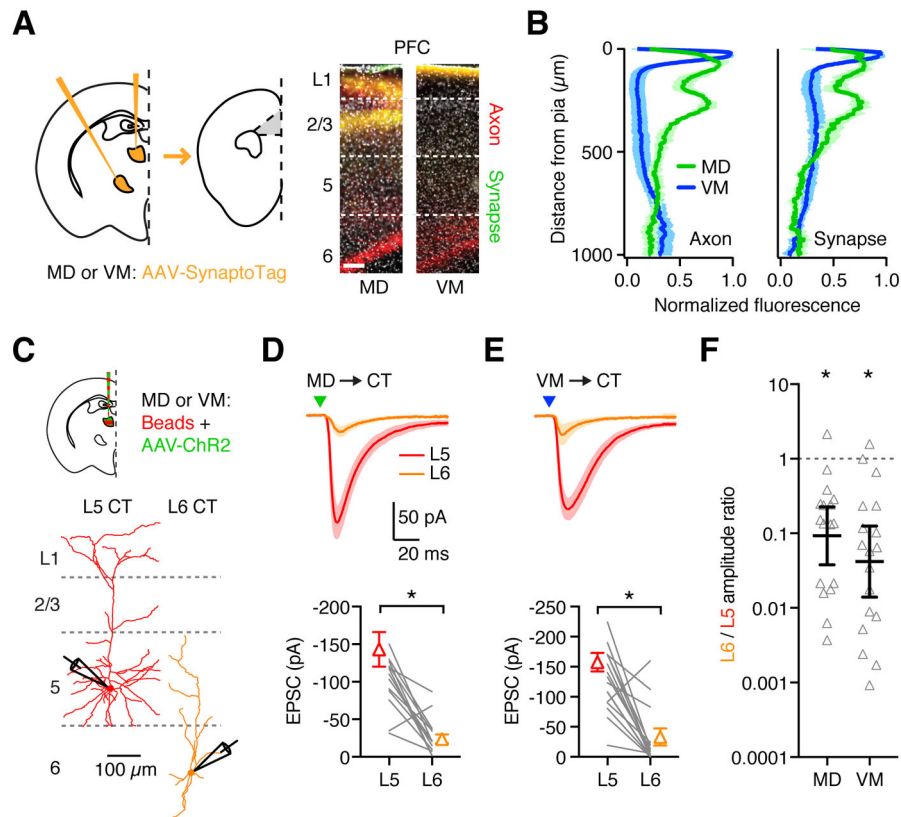 A
MD or VM: AAV-SynaptoTag
PFC
L1
2/3
5
6
Axon
Synapse
MD
VM
B
Distance from pia (µm)
0
500
1000
MD
VM
Axon
Synapse
0.0
0.5
1.0
0.0
0.5
1.0
Normalized fluorescence
C
MD or VM:
Beads +
AAV-ChR2
L5 CT
L6 CT
L1
2/3
5
6
100 µm
D
MD → CT
L5
L6
50 pA
20 ms
EPSC (pA)
-200
-150
-100
-50
0
*
L5
L6
E
VM → CT
EPSC (pA)
-250
-200
-150
-100
-50
0
*
L5
L6
F
L6 / L5 amplitude ratio
10
1
0.1
0.01
0.001
0.0001
*
*
MD
VM